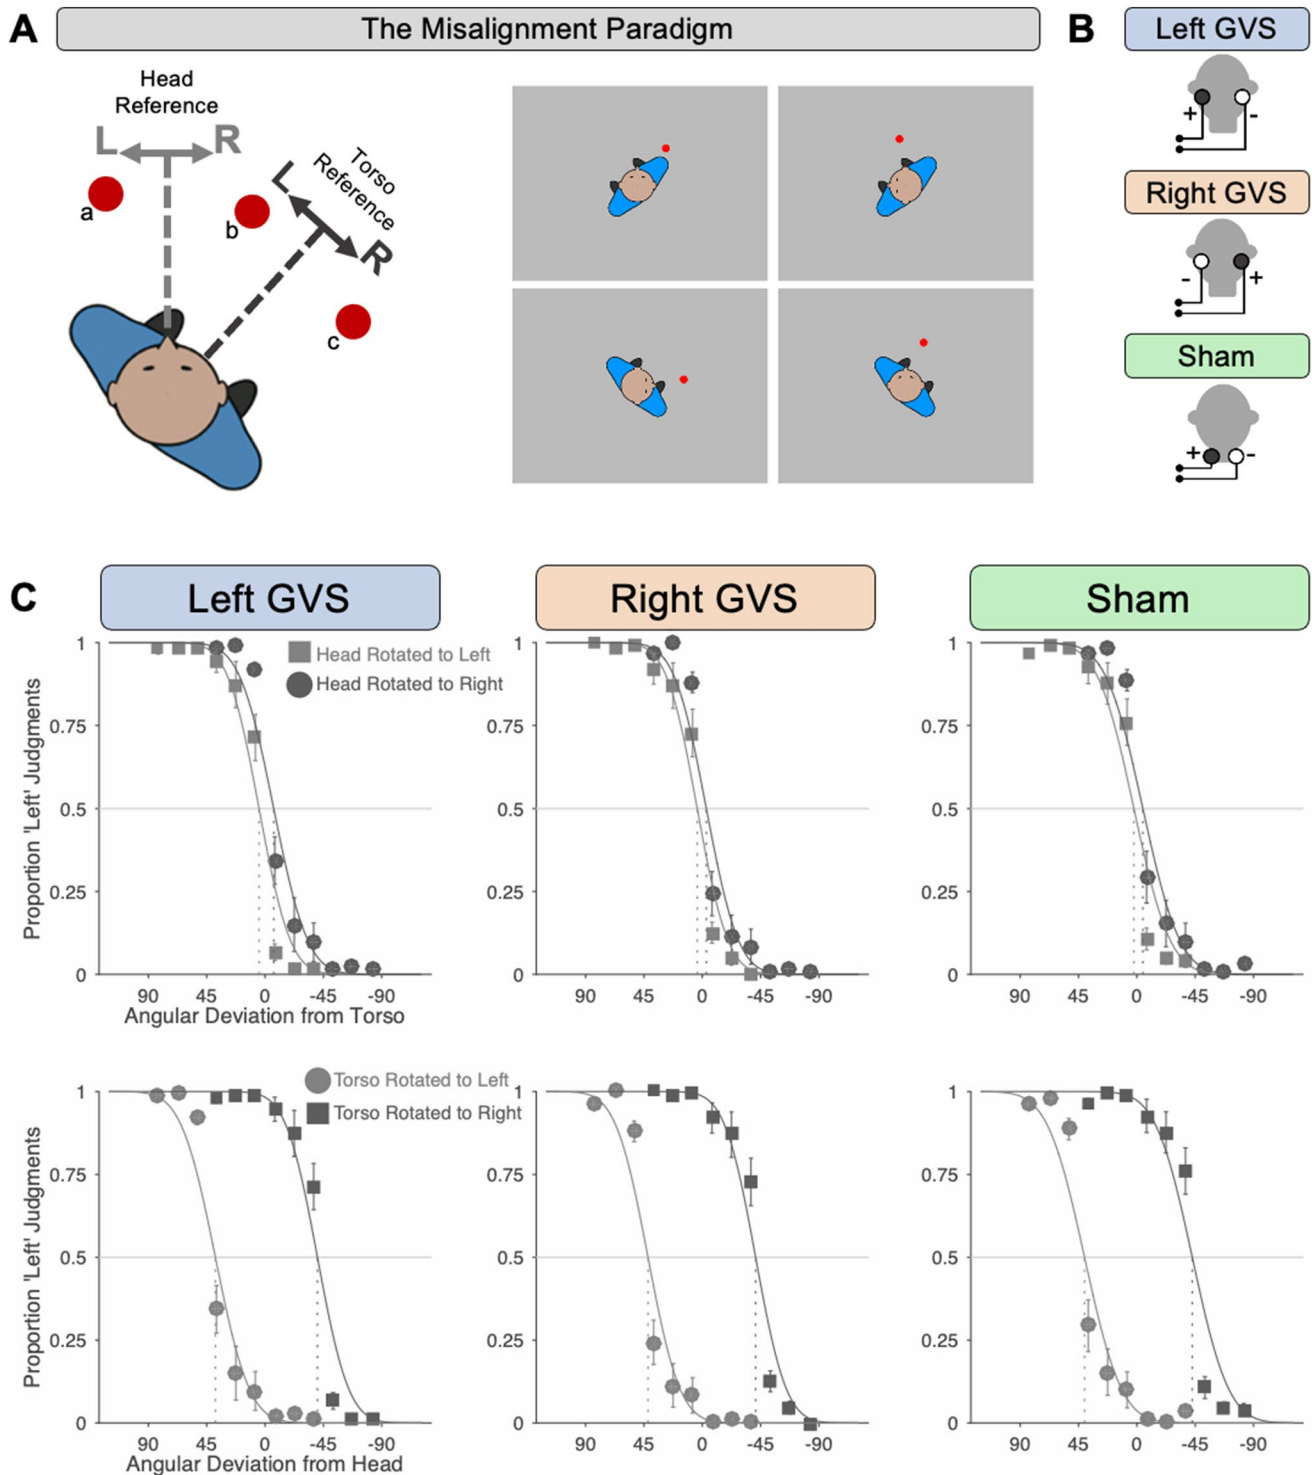 A
The Misalignment Paradigm
B
Left GVS
Head
Reference
L
R
Torso
Reference
L
R
a
b
c
+
-
Right GVS
-
+
Sham
+
-
C
Left GVS
Right GVS
Sham
Proportion 'Left' Judgments
1
0.75
0.5
0.25
0
Head Rotated to Left
Head Rotated to Right
90 45 0 -45 -90
Angular Deviation from Torso
1
0.75
0.5
0.25
0
90 45 0 -45 -90
1
0.75
0.5
0.25
0
90 45 0 -45 -90
Proportion 'Left' Judgments
1
0.75
0.5
0.25
0
Torso Rotated to Left
Torso Rotated to Right
90 45 0 -45 -90
Angular Deviation from Head
1
0.75
0.5
0.25
0
90 45 0 -45 -90
1
0.75
0.5
0.25
0
90 45 0 -45 -90